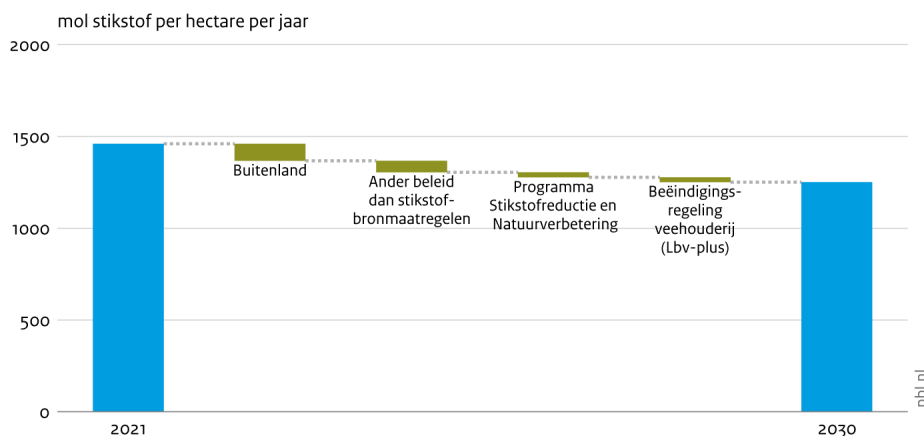 mol stikstof per hectare per jaar
2000
1500
1000
500
0
Buitenland
Ander beleid
dan stikstof-
bronmaatregelen
Programma
Stikstofreductie en
Natuurverbetering
Beëindigings-
regeling
veehouderij
(Lbv-plus)
2021
2030
pbl.nl